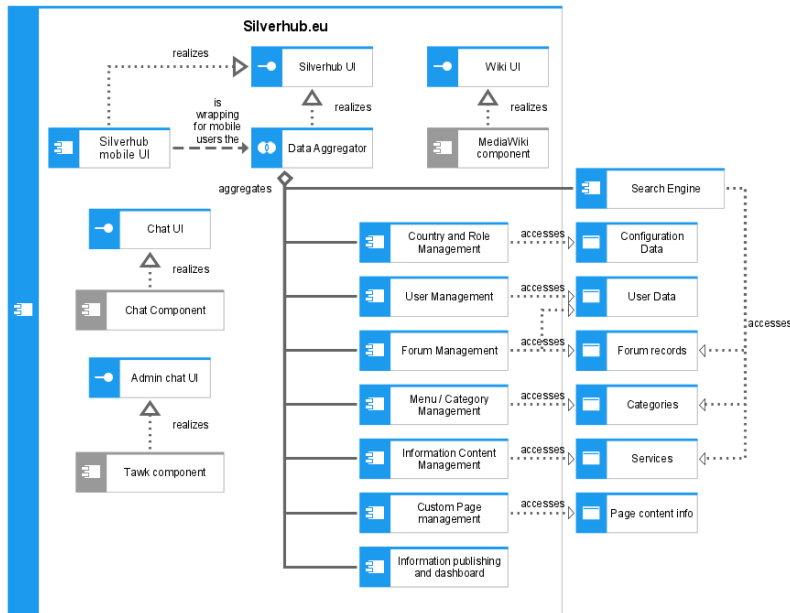 Silverhub.eu
realizes
Silverhub UI
Wiki UI
is
wrapping
for mobile
users the
realizes
realizes
Silverhub
mobile UI
Data Aggregator
MediaWiki
component
aggregates
Search Engine
Chat UI
Country and Role
Management
accesses
Configuration
Data
realizes
Chat Component
User Management
accesses
User Data
accesses
Forum Management
accesses
Forum records
Admin chat UI
Menu / Category
Management
accesses
Categories
realizes
Tawk component
Information Content
Management
accesses
Services
Custom Page
management
accesses
Page content info
Information publishing
and dashboard